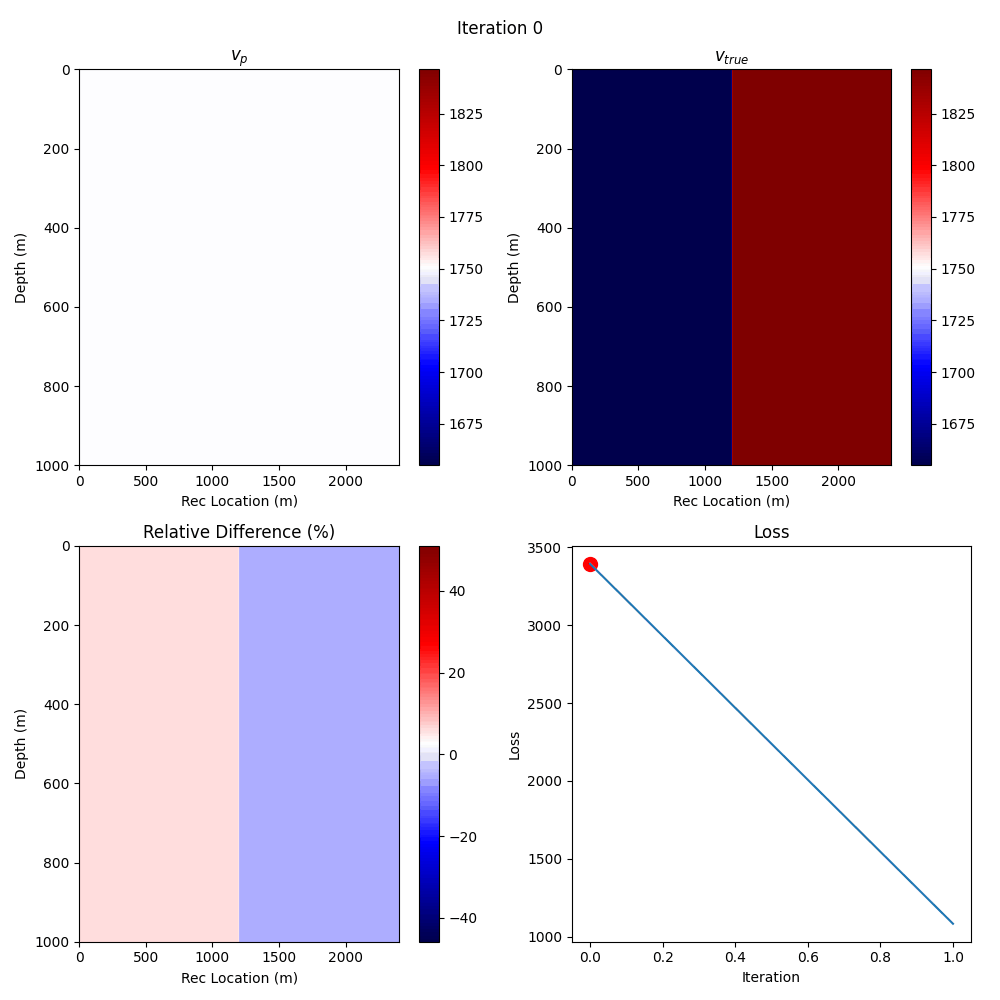 Iteration 0
v_p
0
200
400
600
800
1000
Depth (m)
0 500 1000 1500 2000
Rec Location (m)
1825
1800
1775
1750
1725
1700
1675
v_true
0
200
400
600
800
1000
Depth (m)
0 500 1000 1500 2000
Rec Location (m)
1825
1800
1775
1750
1725
1700
1675
Relative Difference (%)
0
200
400
600
800
1000
Depth (m)
0 500 1000 1500 2000
Rec Location (m)
40
20
0
−20
−40
Loss
3500
3000
2500
2000
1500
1000
Loss
0.0 0.2 0.4 0.6 0.8 1.0
Iteration